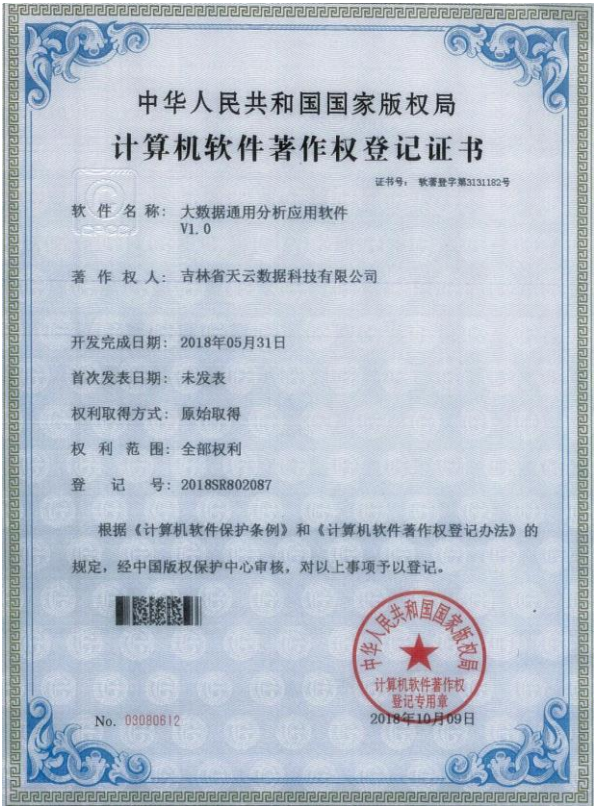 中华人民共和国国家版权局
计算机软件著作权登记证书
证书号： 软著登字第3131182号
软件名称： 大数据通用分析应用软件
V1.0
著作权人： 吉林省天云数据科技有限公司
开发完成日期： 2018年05月31日
首次发表日期： 未发表
权利取得方式： 原始取得
权利范围： 全部权利
登记号： 2018SR802087
根据《计算机软件保护条例》和《计算机软件著作权登记办法》的
规定，经中国版权保护中心审核，对以上事项予以登记。
中华人民共和国国家版权局
计算机软件著作权
登记专用章
No. 03080612
2018年10月09日
CPCC